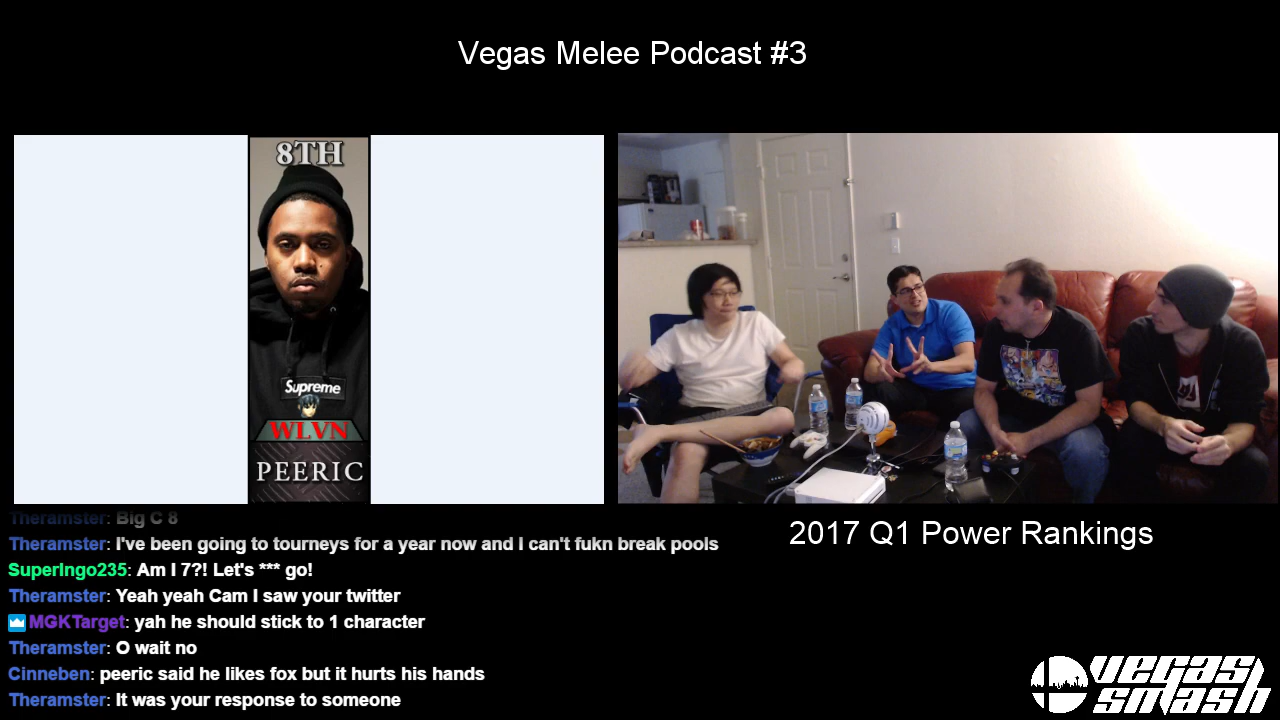 Vegas Melee Podcast #3
8TH
Supreme
WLVN
PEERIC
Theramster: Big C 8
Theramster: I've been going to tourneys for a year now and I can't fukn break pools
SuperIngo235: Am I 7?! Let's *** go!
Theramster: Yeah yeah Cam I saw your twitter
MGKTarget: yah he should stick to 1 character
Theramster: O wait no
Cinneben: peeric said he likes fox but it hurts his hands
Theramster: It was your response to someone
2017 Q1 Power Rankings
VEGAS
SMASH